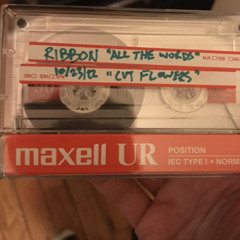 RIBBON "ALL THE WORDS"
10/23/12 "CUT FLOWERS"
maxell UR
POSITION
IEC TYPE I • NORM